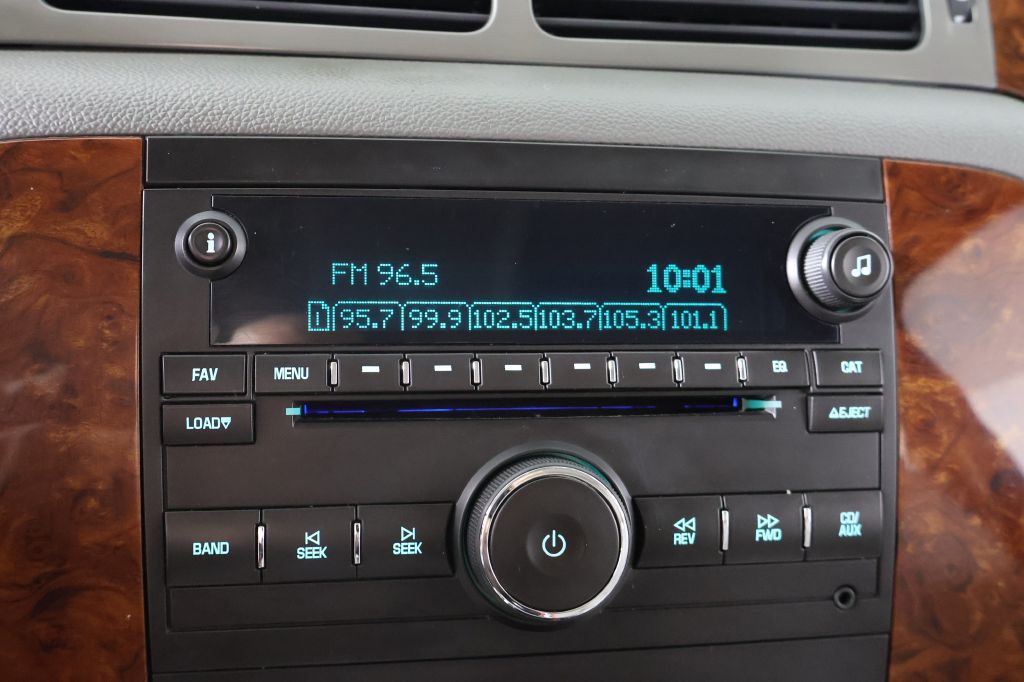 i
FM 96.5 10:01
95.7 99.9 102.5 103.7 105.3 101.1
FAV MENU EQ CAT
LOAD EJECT
BAND SEEK SEEK REV FWD CD/
AUX